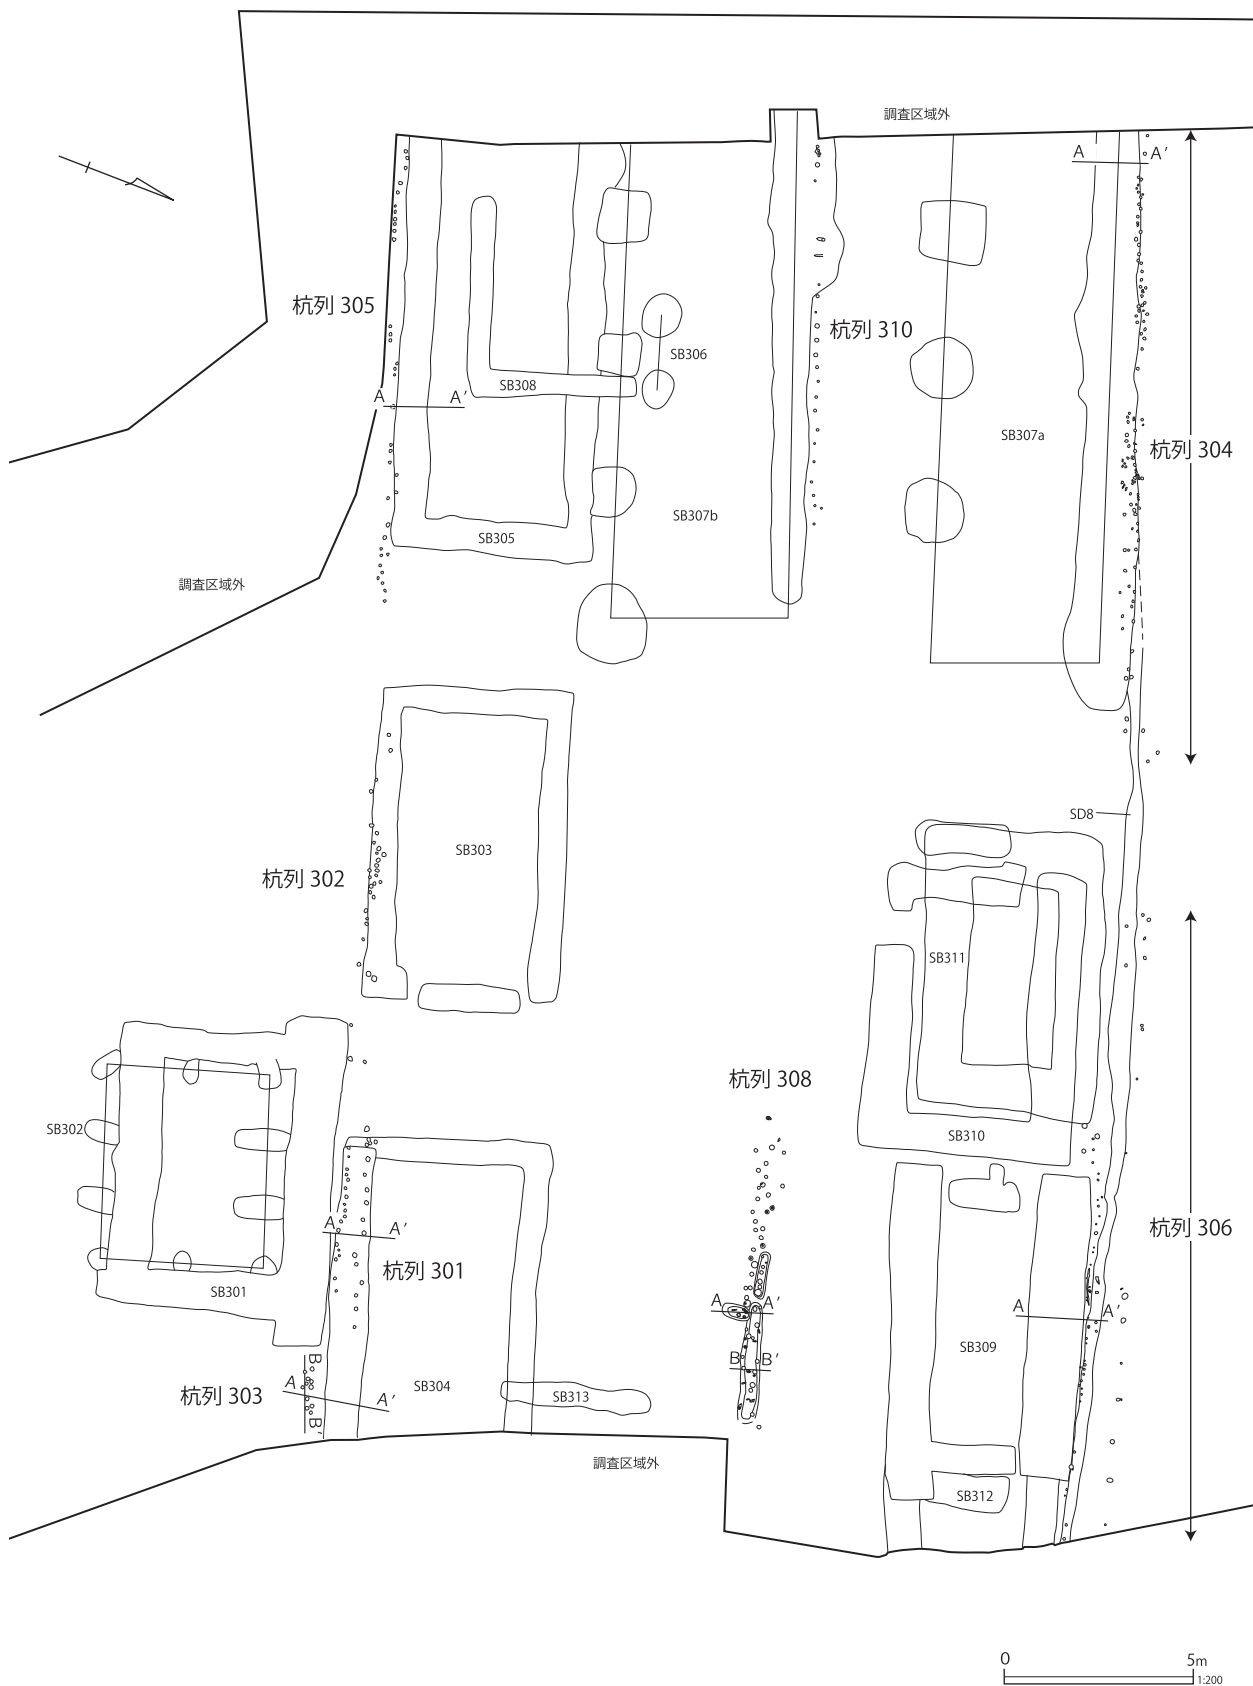 調査区域外
A A'
杭列 305
杭列 310
SB306
SB308
A A'
SB307a
杭列 304
SB307b
SB305
調査区域外
SD8
SB303
杭列 302
SB311
杭列 308
SB302
SB310
A A'
杭列 306
杭列 301
SB301
A A'
A A'
B B'
SB309
B
A A'
杭列 303
B'
SB304
SB313
調査区域外
SB312
0 5m
1:200